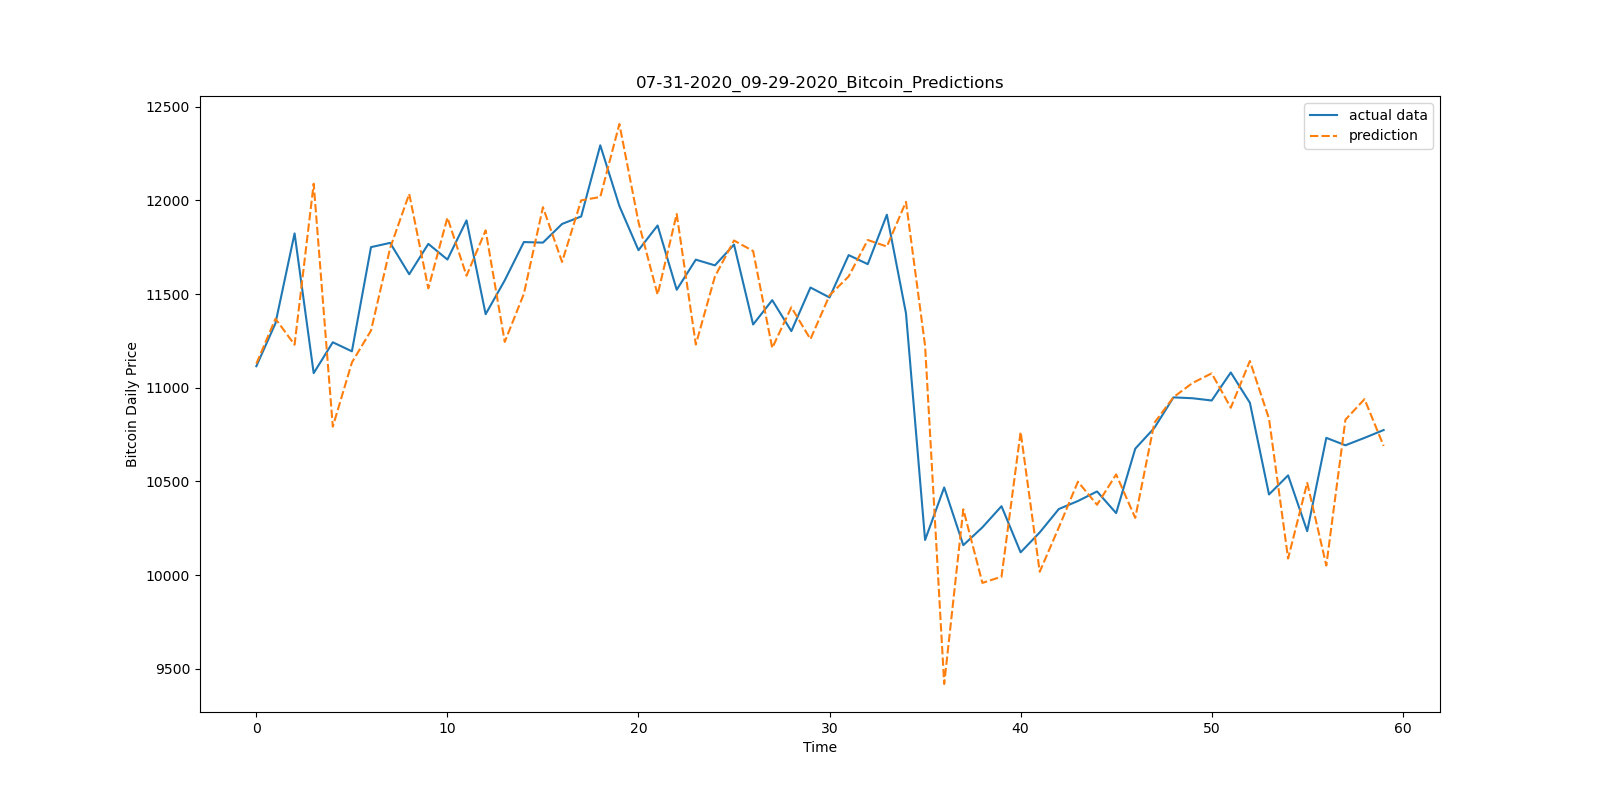 07-31-2020_09-29-2020_Bitcoin_Predictions
12500
12000
11500
11000
10500
10000
9500
Bitcoin Daily Price
actual data
prediction
0 10 20 30 40 50 60
Time